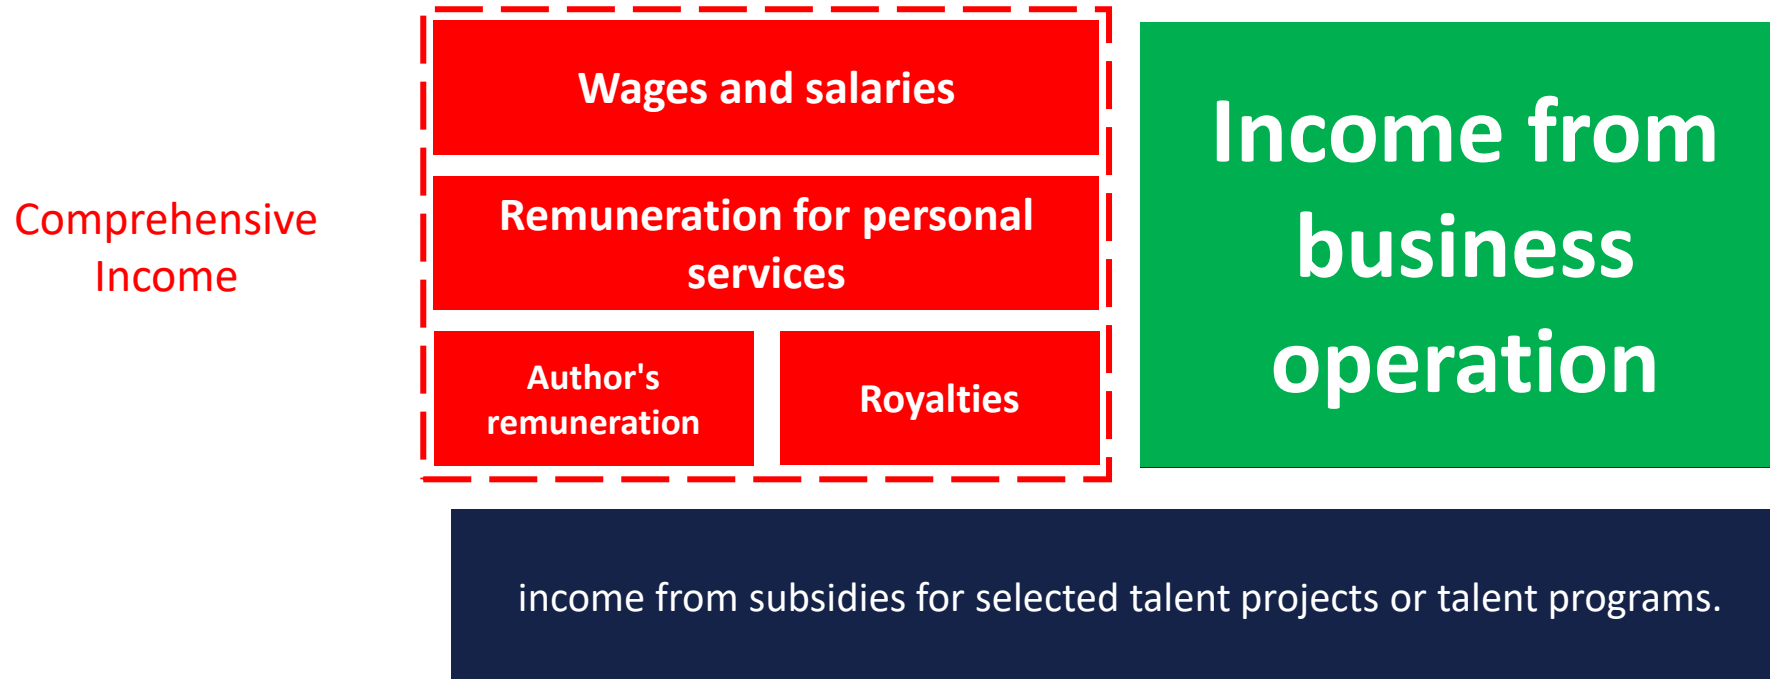 Comprehensive
Income
Wages and salaries
Remuneration for personal
services
Author's
remuneration
Royalties
Income from
business
operation
income from subsidies for selected talent projects or talent programs.